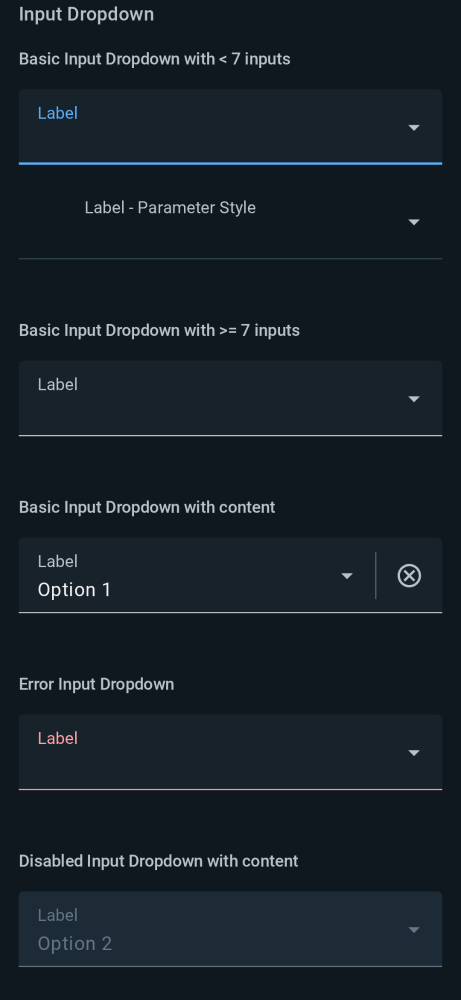 Input Dropdown
Basic Input Dropdown with < 7 inputs
Label
Label - Parameter Style
Basic Input Dropdown with >= 7 inputs
Label
Basic Input Dropdown with content
Label
Option 1
Error Input Dropdown
Label
Disabled Input Dropdown with content
Label
Option 2